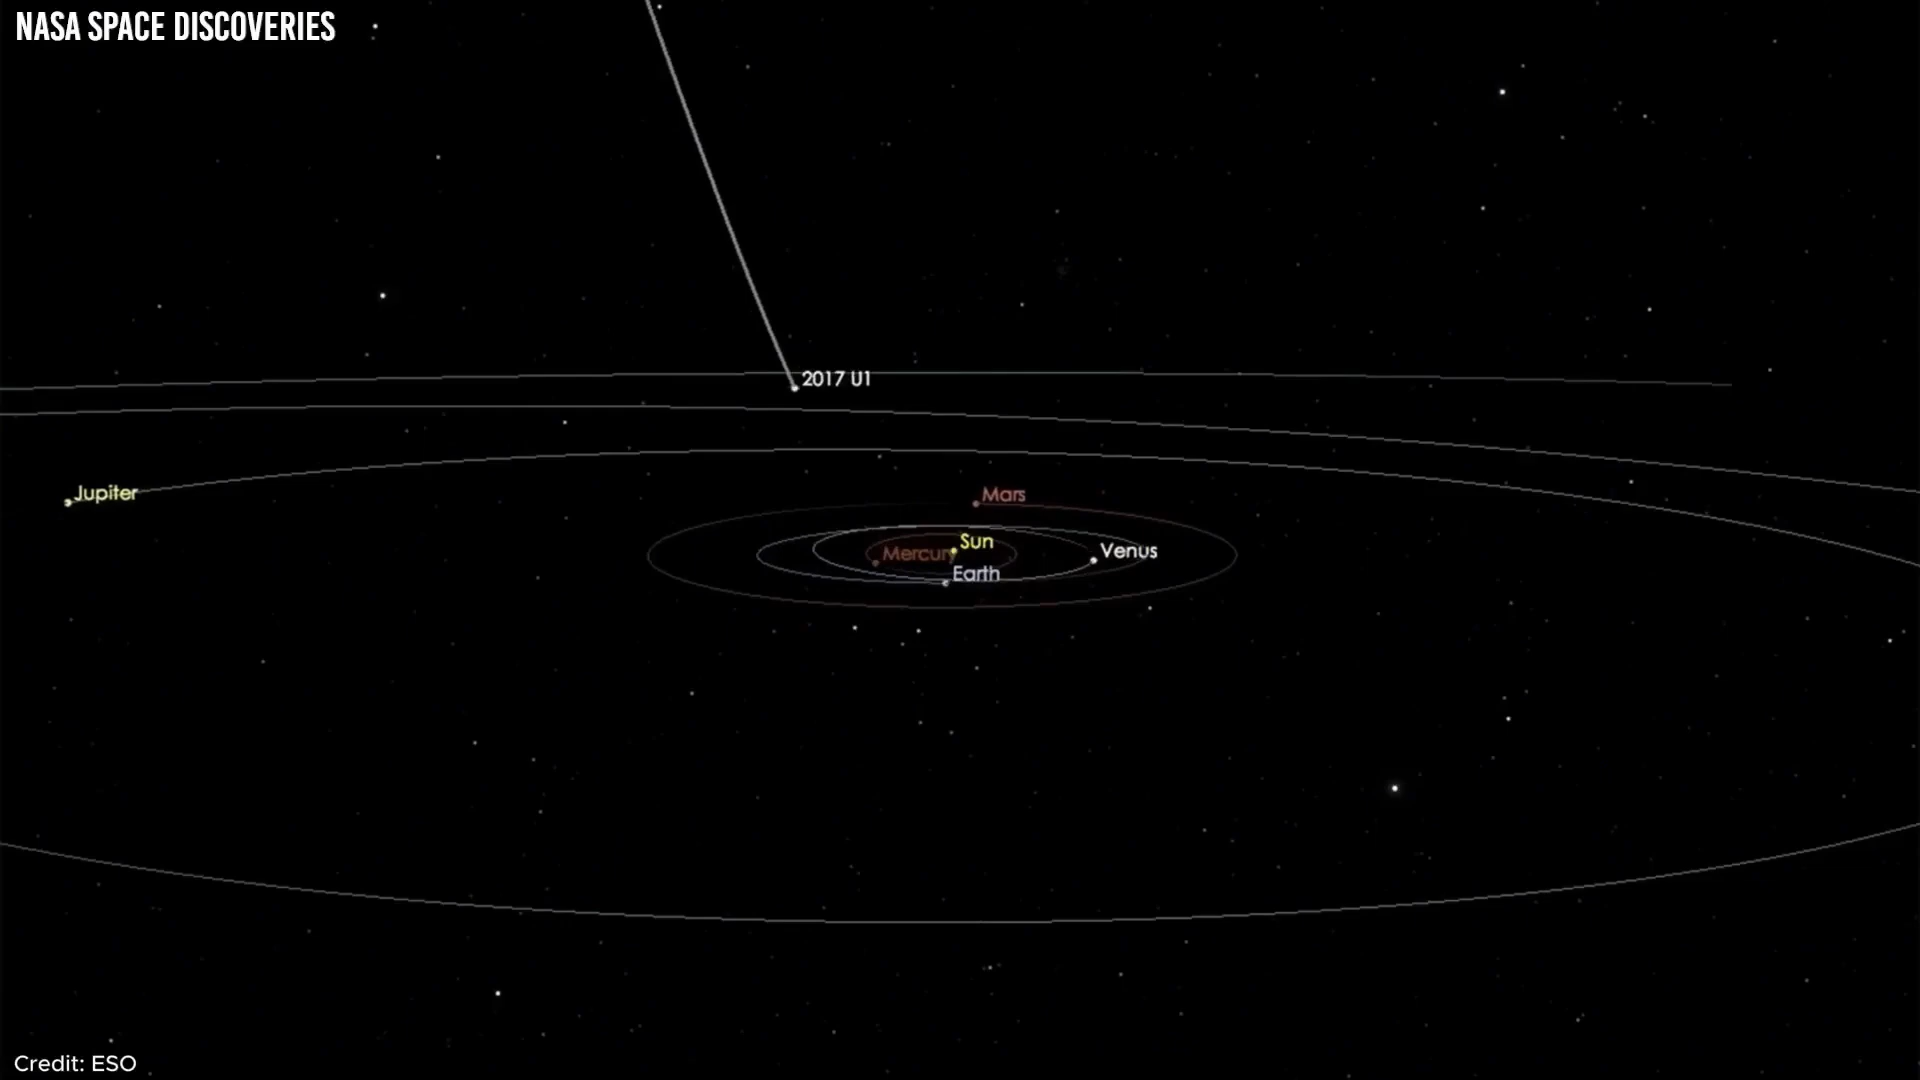 NASA SPACE DISCOVERIES
2017 U1
Jupiter
Mars
Sun
Mercury
Venus
Earth
Credit: ESO